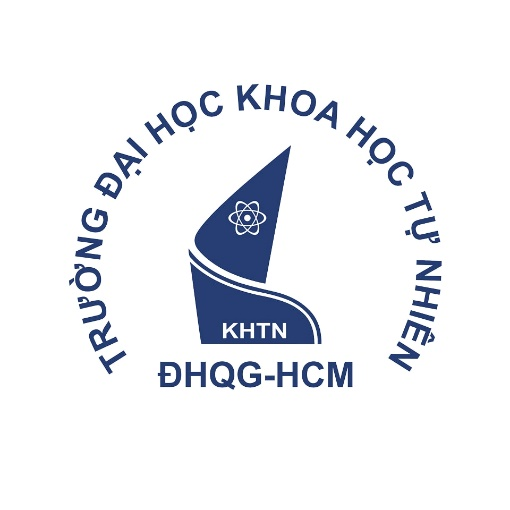 TRƯỜNG ĐẠI HỌC KHOA HỌC TỰ NHIÊN
KHTN
ĐHQG-HCM